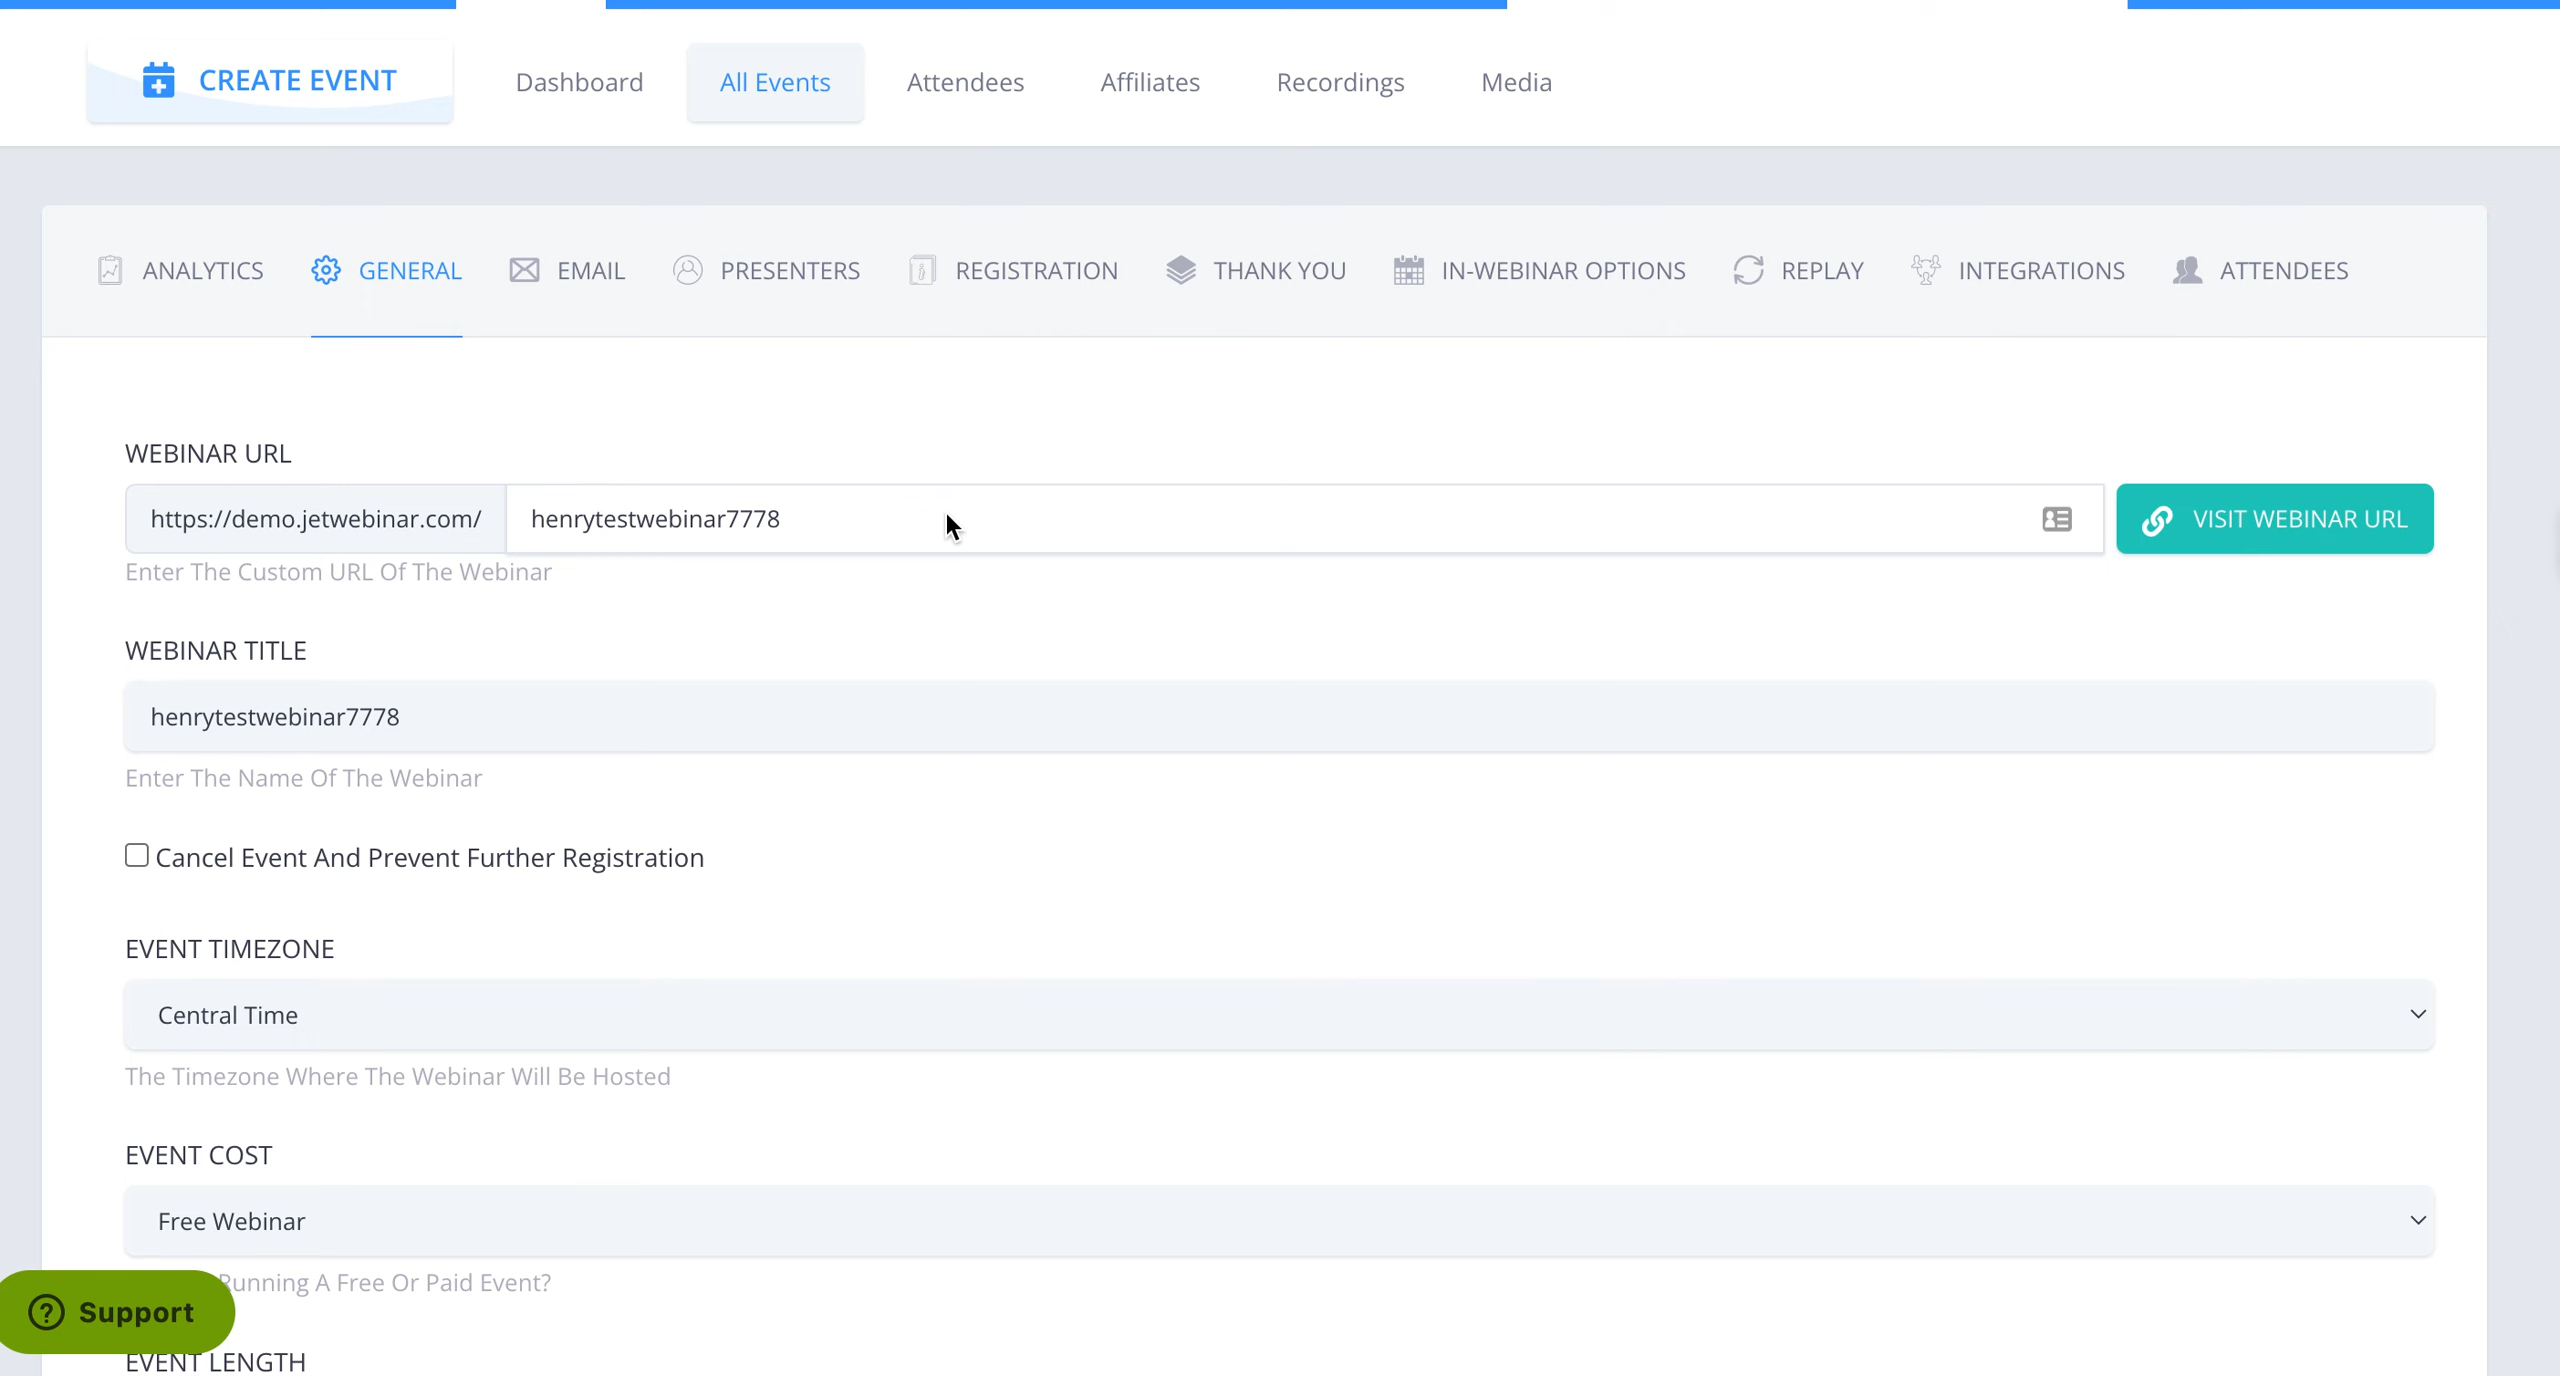 CREATE EVENT Dashboard All Events Attendees Affiliates Recordings Media
ANALYTICS GENERAL EMAIL PRESENTERS REGISTRATION THANK YOU IN-WEBINAR OPTIONS REPLAY INTEGRATIONS ATTENDEES
WEBINAR URL
https://demo.jetwebinar.com/ henrytestwebinar7778 VISIT WEBINAR URL
Enter The Custom URL Of The Webinar
WEBINAR TITLE
henrytestwebinar7778
Enter The Name Of The Webinar
Cancel Event And Prevent Further Registration
EVENT TIMEZONE
Central Time
The Timezone Where The Webinar Will Be Hosted
EVENT COST
Free Webinar
Running A Free Or Paid Event?
Support
EVENT LENGTH